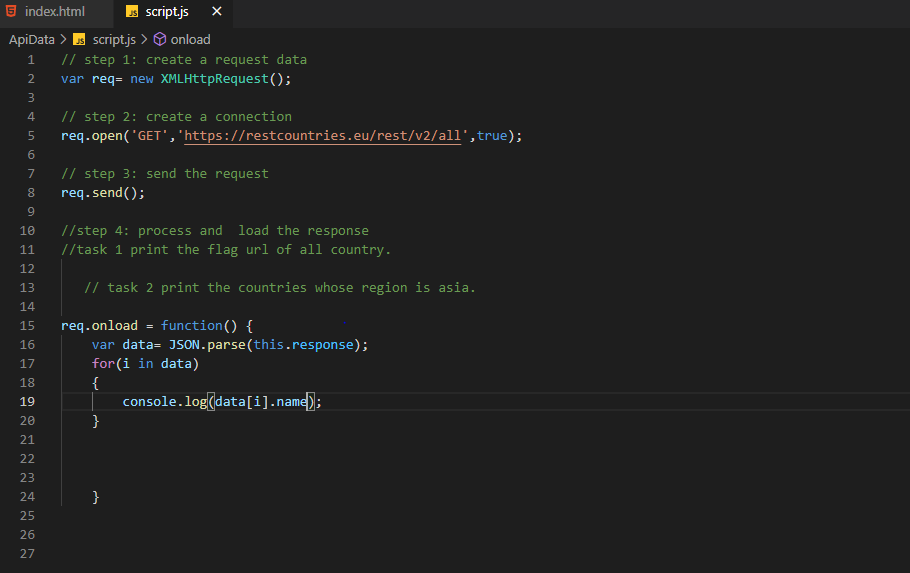 index.html JS script.js ×
ApiData > JS script.js > onload
1 // step 1: create a request data
2 var req= new XMLHttpRequest();
3
4 // step 2: create a connection
5 req.open('GET','https://restcountries.eu/rest/v2/all',true);
6
7 // step 3: send the request
8 req.send();
9
10 //step 4: process and  load the response
11 //task 1 print the flag url of all country.
12
13    // task 2 print the countries whose region is asia.
14
15 req.onload = function() {
16     var data= JSON.parse(this.response);
17     for(i in data)
18     {
19         console.log(data[i].name);
20     }
21
22
23
24     }
25
26
27